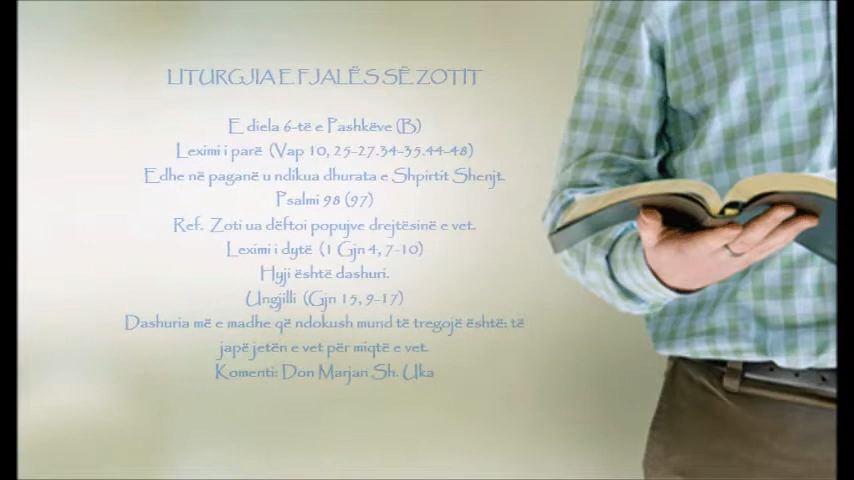 LITURGJIA E FJALËS SË ZOTIT
E diela 6-të e Pashkëve (B)
Leximi i parë (Vap 10, 25-27.34-35.44-48)
Edhe në paganë u ndikua dhurata e Shpirtit Shenjt.
Psalmi 98 (97)
Ref. Zoti ua dëftoi popujve drejtësinë e vet.
Leximi i dytë (1 Gjn 4, 7-10)
Hyji është dashuri.
Ungjilli (Gjn 15, 9-17)
Dashuria më e madhe që ndokush mund të tregojë është: të
japë jetën e vet për miqtë e vet.
Komenti: Don Marjan Sh. Uka